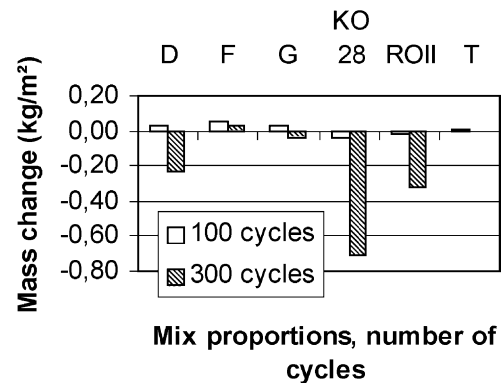 KO
D F G 28 ROII T
Mass change (kg/m²)
0,20
0,00
-0,20
-0,40
-0,60
-0,80
100 cycles
300 cycles
Mix proportions, number of
cycles